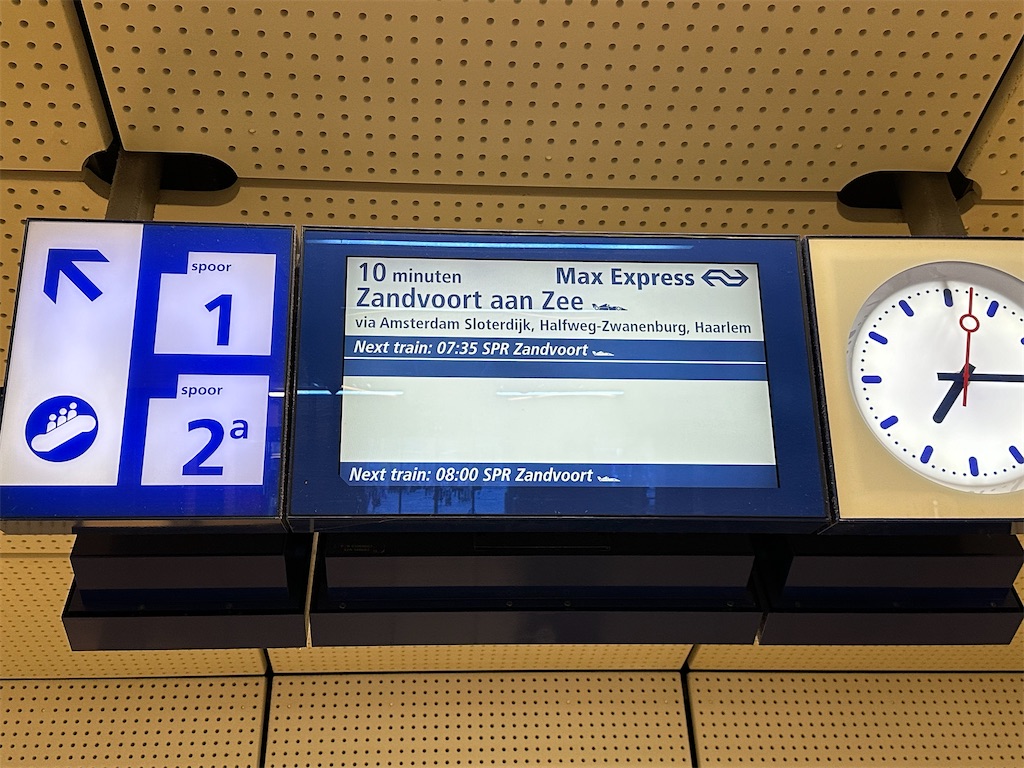 spoor
1
spoor
2a
10 minuten Max Express
Zandvoort aan Zee
via Amsterdam Sloterdijk, Halfweg-Zwanenburg, Haarlem
Next train: 07:35 SPR Zandvoort
Next train: 08:00 SPR Zandvoort